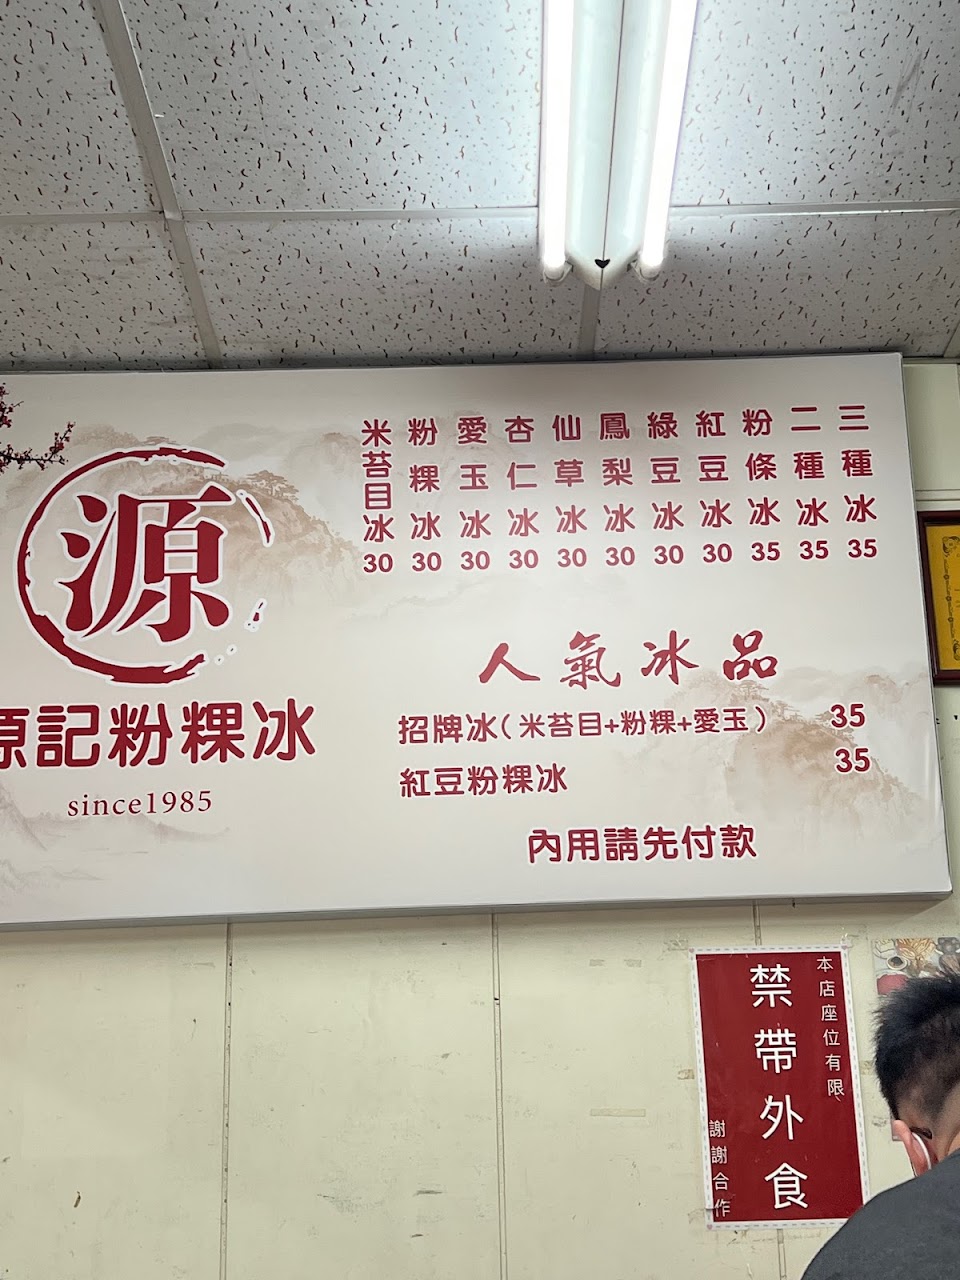 源
源記粉粿冰
since1985
米苔目冰 30
粉粿冰 30
愛玉冰 30
杏仁冰 30
仙草冰 30
鳳梨冰 30
綠豆冰 30
紅豆冰 30
粉條冰 35
二種冰 35
三種冰 35
人氣冰品
招牌冰(米苔目+粉粿+愛玉) 35
紅豆粉粿冰 35
內用請先付款
本店座位有限
禁帶外食
謝謝合作